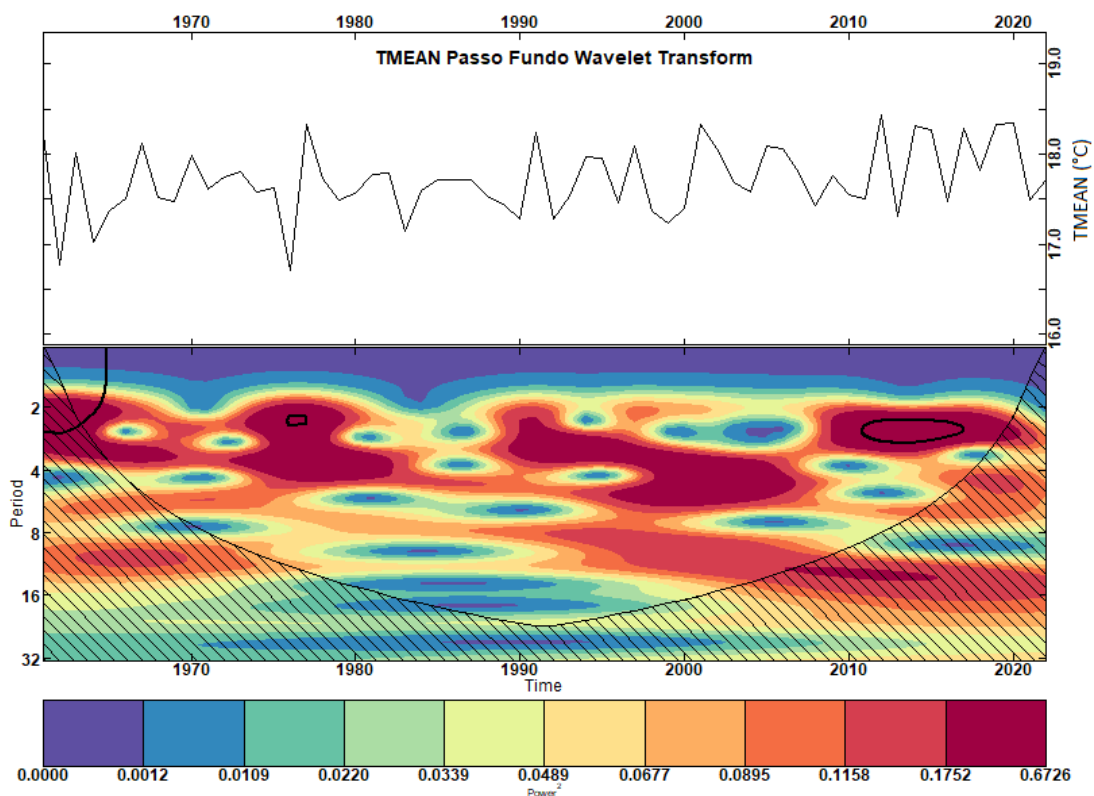 1970 1980 1990 2000 2010 2020
TMEAN Passo Fundo Wavelet Transform
19.0
18.0
17.0
16.0
TMEAN (°C)
2
4
8
16
32
Period
1970 1980 1990 2000 2010 2020
Time
0.0000 0.0012 0.0109 0.0220 0.0339 0.0489 0.0677 0.0895 0.1158 0.1752 0.6726
Power²